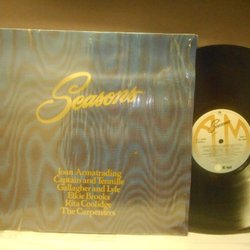 Seasons
Joan Armatrading
Captain and Tennille
Gallagher and Lyle
Elkie Brooks
Rita Coolidge
The Carpenters
A&M